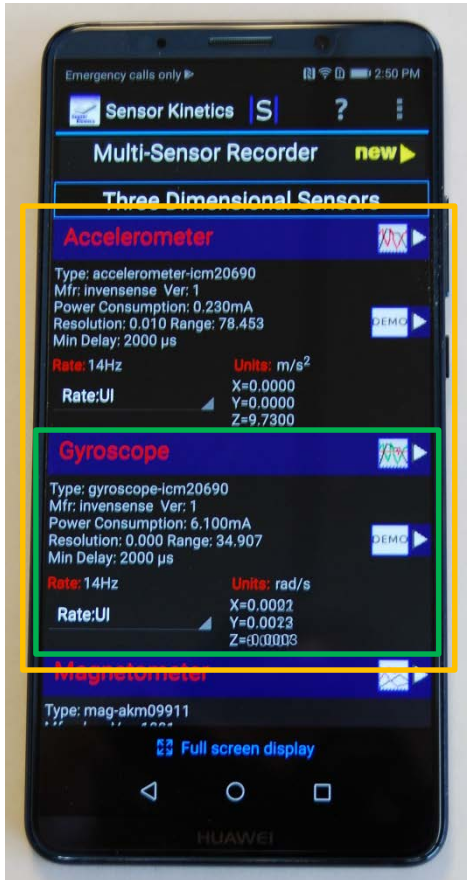 Emergency calls only 2:50 PM
Sensor Kinetics |S| ?
Multi-Sensor Recorder new
Three Dimensional Sensors
Accelerometer
Type: accelerometer-icm20690
Mfr: invensense Ver: 1
Power Consumption: 0.230mA
Resolution: 0.010 Range: 78.453
DEMO
Min Delay: 2000 µs
Rate: 14Hz Units: m/s²
Rate:UI
X=0.0000
Y=0.0000
Z=9.7300
Gyroscope
Type: gyroscope-icm20690
Mfr: invensense Ver: 1
Power Consumption: 6.100mA
Resolution: 0.000 Range: 34.907
DEMO
Min Delay: 2000 µs
Rate: 14Hz Units: rad/s
Rate:UI
Magnetometer
Type: mag-akm09911
Full screen display
HUAWEI